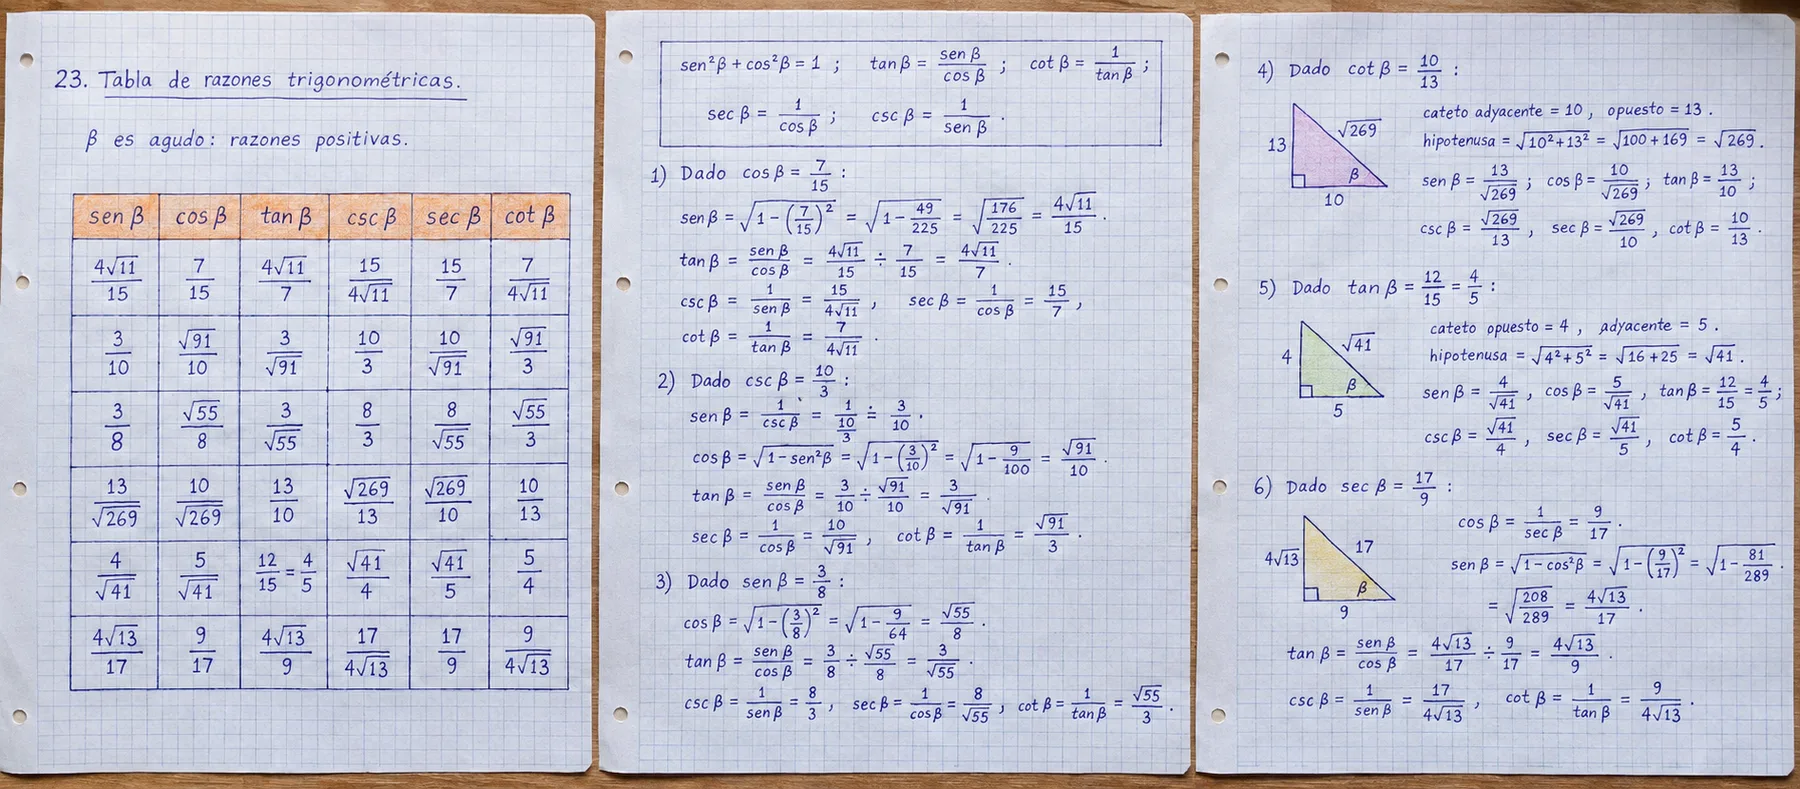 23. Tabla de razones trigonométricas.
β es agudo: razones positivas.
sen β cos β tan β csc β sec β cot β
4√11/15 7/15 4√11/7 15/4√11 15/7 7/4√11
3/10 √91/10 3/√91 10/3 10/√91 √91/3
3/8 √55/8 3/√55 8/3 8/√55 √55/3
13/√269 10/√269 13/10 √269/13 √269/10 10/13
4/√41 5/√41 12/15 = 4/5 √41/4 √41/5 5/4
4√13/17 9/17 4√13/9 17/4√13 17/9 9/4√13
sen²β + cos²β = 1 ; tan β = sen β/cos β ; cot β = 1/tan β ;
sec β = 1/cos β ; csc β = 1/sen β .
1) Dado cos β = 7/15 :
sen β = √(1 - (7/15)²) = √(1 - 49/225) = √(176/225) = 4√11/15 .
tan β = sen β/cos β = 4√11/15 ÷ 7/15 = 4√11/7 .
csc β = 1/sen β = 15/4√11 , sec β = 1/cos β = 15/7 ,
cot β = 1/tan β = 7/4√11 .
2) Dado csc β = 10/3 :
sen β = 1/csc β = 1/(10/3) ÷ 3/10 .
cos β = √(1 - sen²β) = √(1 - (3/10)²) = √(1 - 9/100) = √91/10 .
tan β = sen β/cos β = 3/10 ÷ √91/10 = 3/√91 .
sec β = 1/cos β = 10/√91 , cot β = 1/tan β = √91/3 .
3) Dado sen β = 3/8 :
cos β = √(1 - (3/8)²) = √(1 - 9/64) = √55/8 .
tan β = sen β/cos β = 3/8 ÷ √55/8 = 3/√55 .
csc β = 1/sen β = 8/3 , sec β = 1/cos β = 8/√55 , cot β = 1/tan β = √55/3 .
4) Dado cot β = 10/13 :
13
√269
β
10
cateto adyacente = 10 , opuesto = 13 .
hipotenusa = √(10² + 13²) = √(100 + 169) = √269 .
sen β = 13/√269 ; cos β = 10/√269 ; tan β = 13/10 ;
csc β = √269/13 , sec β = √269/10 , cot β = 10/13 .
5) Dado tan β = 12/15 = 4/5 :
4
√41
β
5
cateto opuesto = 4 , adyacente = 5 .
hipotenusa = √(4² + 5²) = √(16 + 25) = √41 .
sen β = 4/√41 , cos β = 5/√41 , tan β = 12/15 = 4/5 ;
csc β = √41/4 , sec β = √41/5 , cot β = 5/4 .
6) Dado sec β = 17/9 :
4√13
17
β
9
cos β = 1/sec β = 9/17 .
sen β = √(1 - cos²β) = √(1 - (9/17)²) = √(1 - 81/289) .
= √(208/289) = 4√13/17 .
tan β = sen β/cos β = 4√13/17 ÷ 9/17 = 4√13/9 .
csc β = 1/sen β = 17/4√13 , cot β = 1/tan β = 9/4√13 .